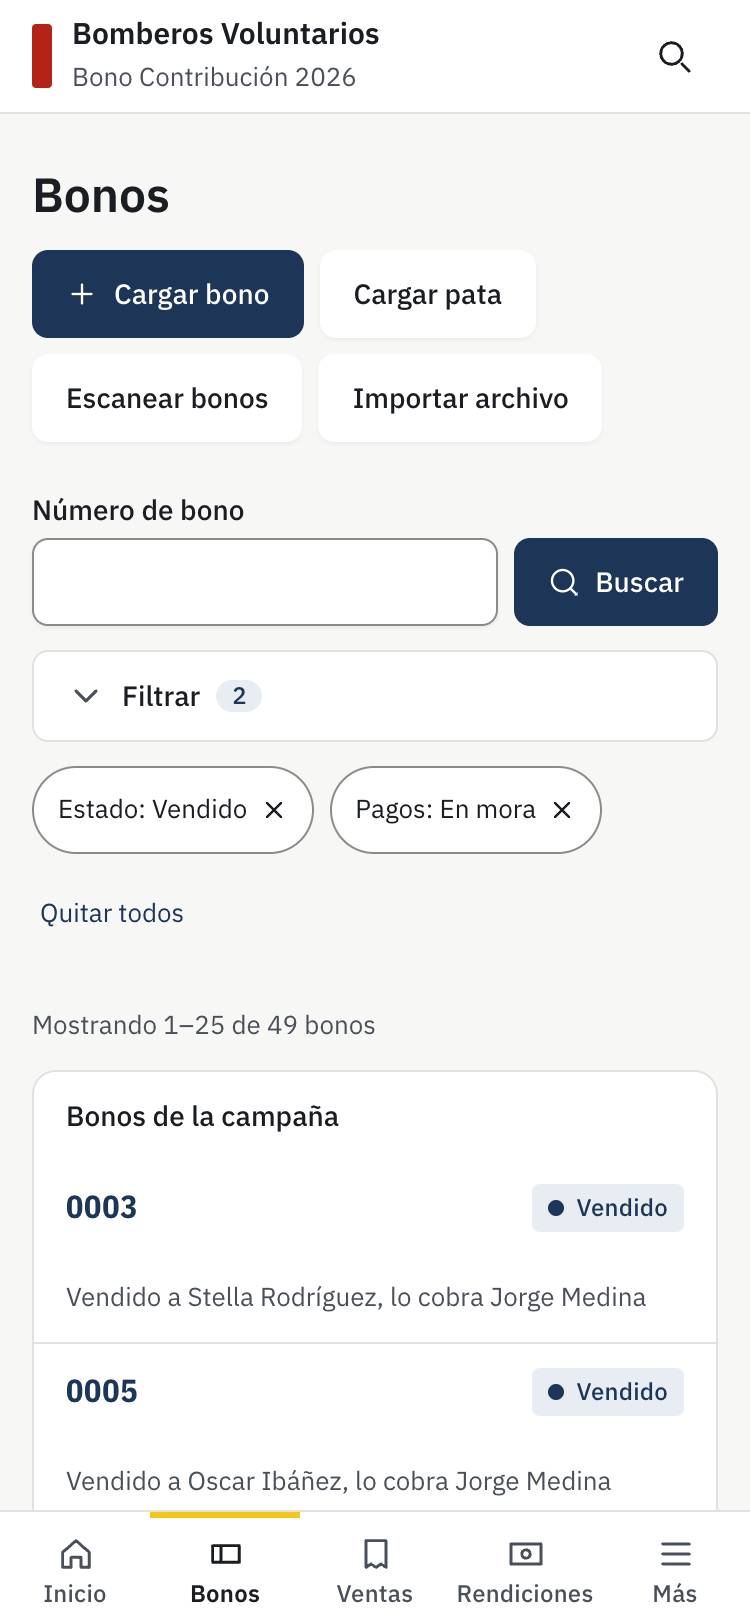 Bomberos Voluntarios
Bono Contribución 2026
Bonos
Cargar bono
Cargar pata
Escanear bonos
Importar archivo
Número de bono
Buscar
Filtrar 2
Estado: Vendido
Pagos: En mora
Quitar todos
Mostrando 1–25 de 49 bonos
Bonos de la campaña
0003 Vendido
Vendido a Stella Rodríguez, lo cobra Jorge Medina
0005 Vendido
Vendido a Oscar Ibáñez, lo cobra Jorge Medina
Inicio Bonos Ventas Rendiciones Más